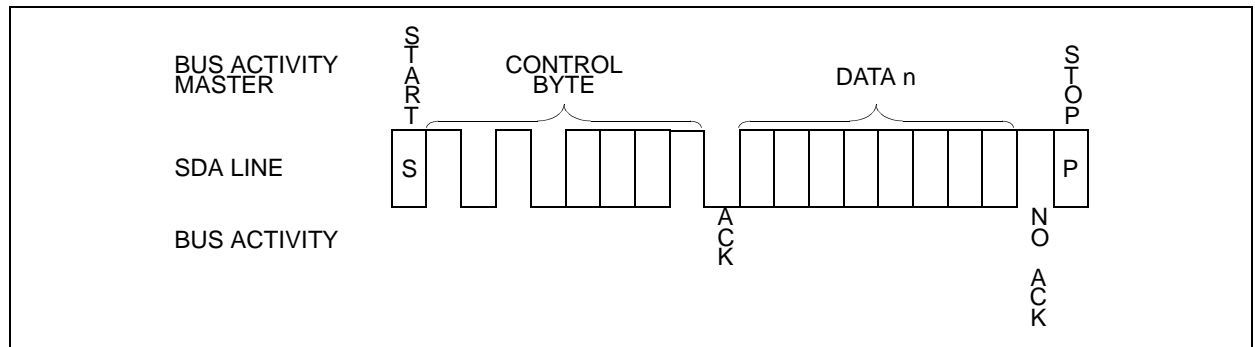 BUS ACTIVITY
MASTER
START
CONTROL
BYTE
DATA n
STOP
SDA LINE
S
P
BUS ACTIVITY
ACK
NO ACK